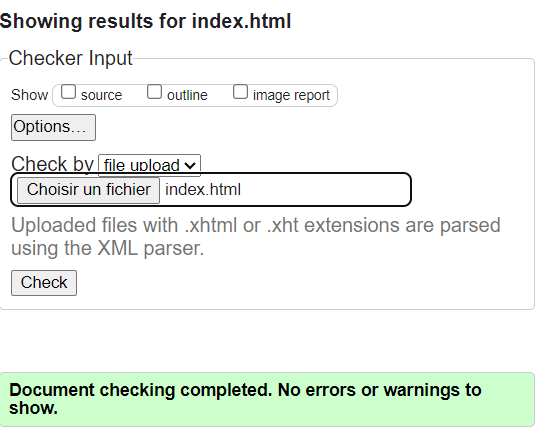 Showing results for index.html
Checker Input
Show source outline image report
Options...
Check by file upload
Choisir un fichier index.html
Uploaded files with .xhtml or .xht extensions are parsed
using the XML parser.
Check
Document checking completed. No errors or warnings to
show.